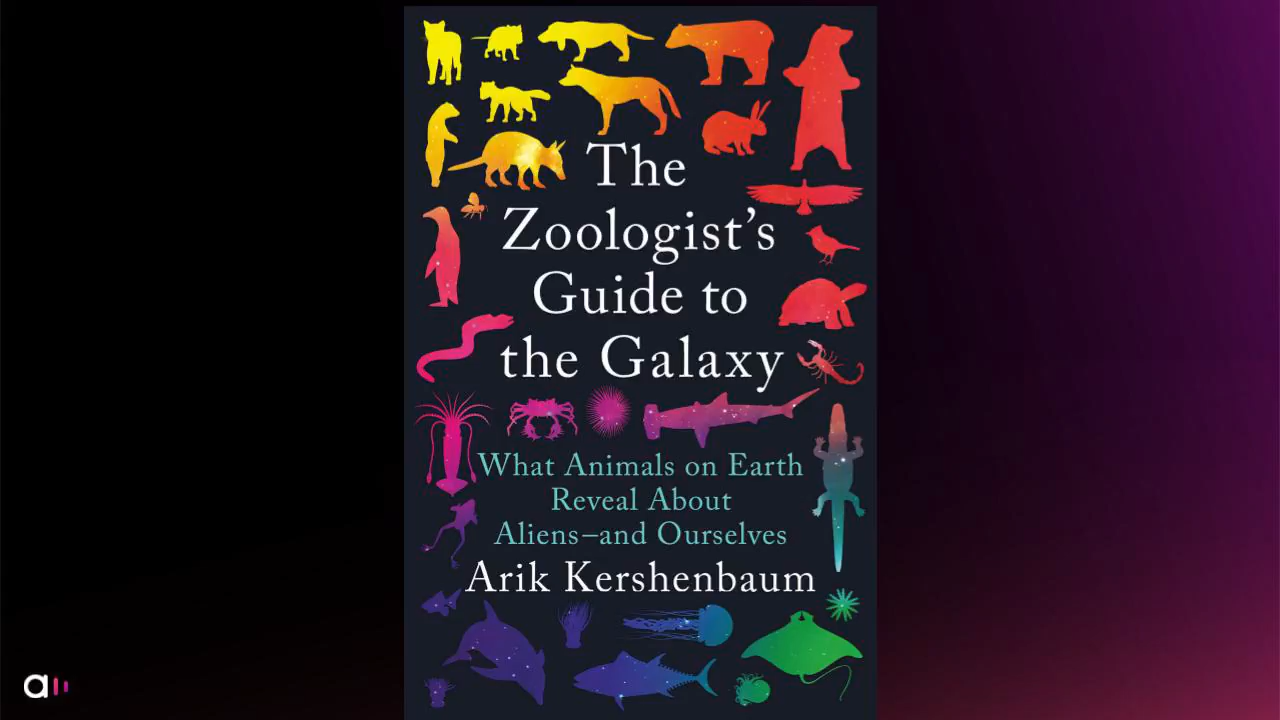 The
Zoologist's
Guide to
the Galaxy
What Animals on Earth
Reveal About
Aliens–and Ourselves
Arik Kershenbaum
a